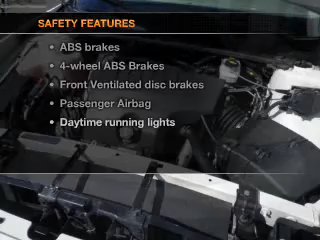 SAFETY FEATURES
• ABS brakes
• 4-wheel ABS Brakes
• Front Ventilated disc brakes
• Passenger Airbag
• Daytime running lights